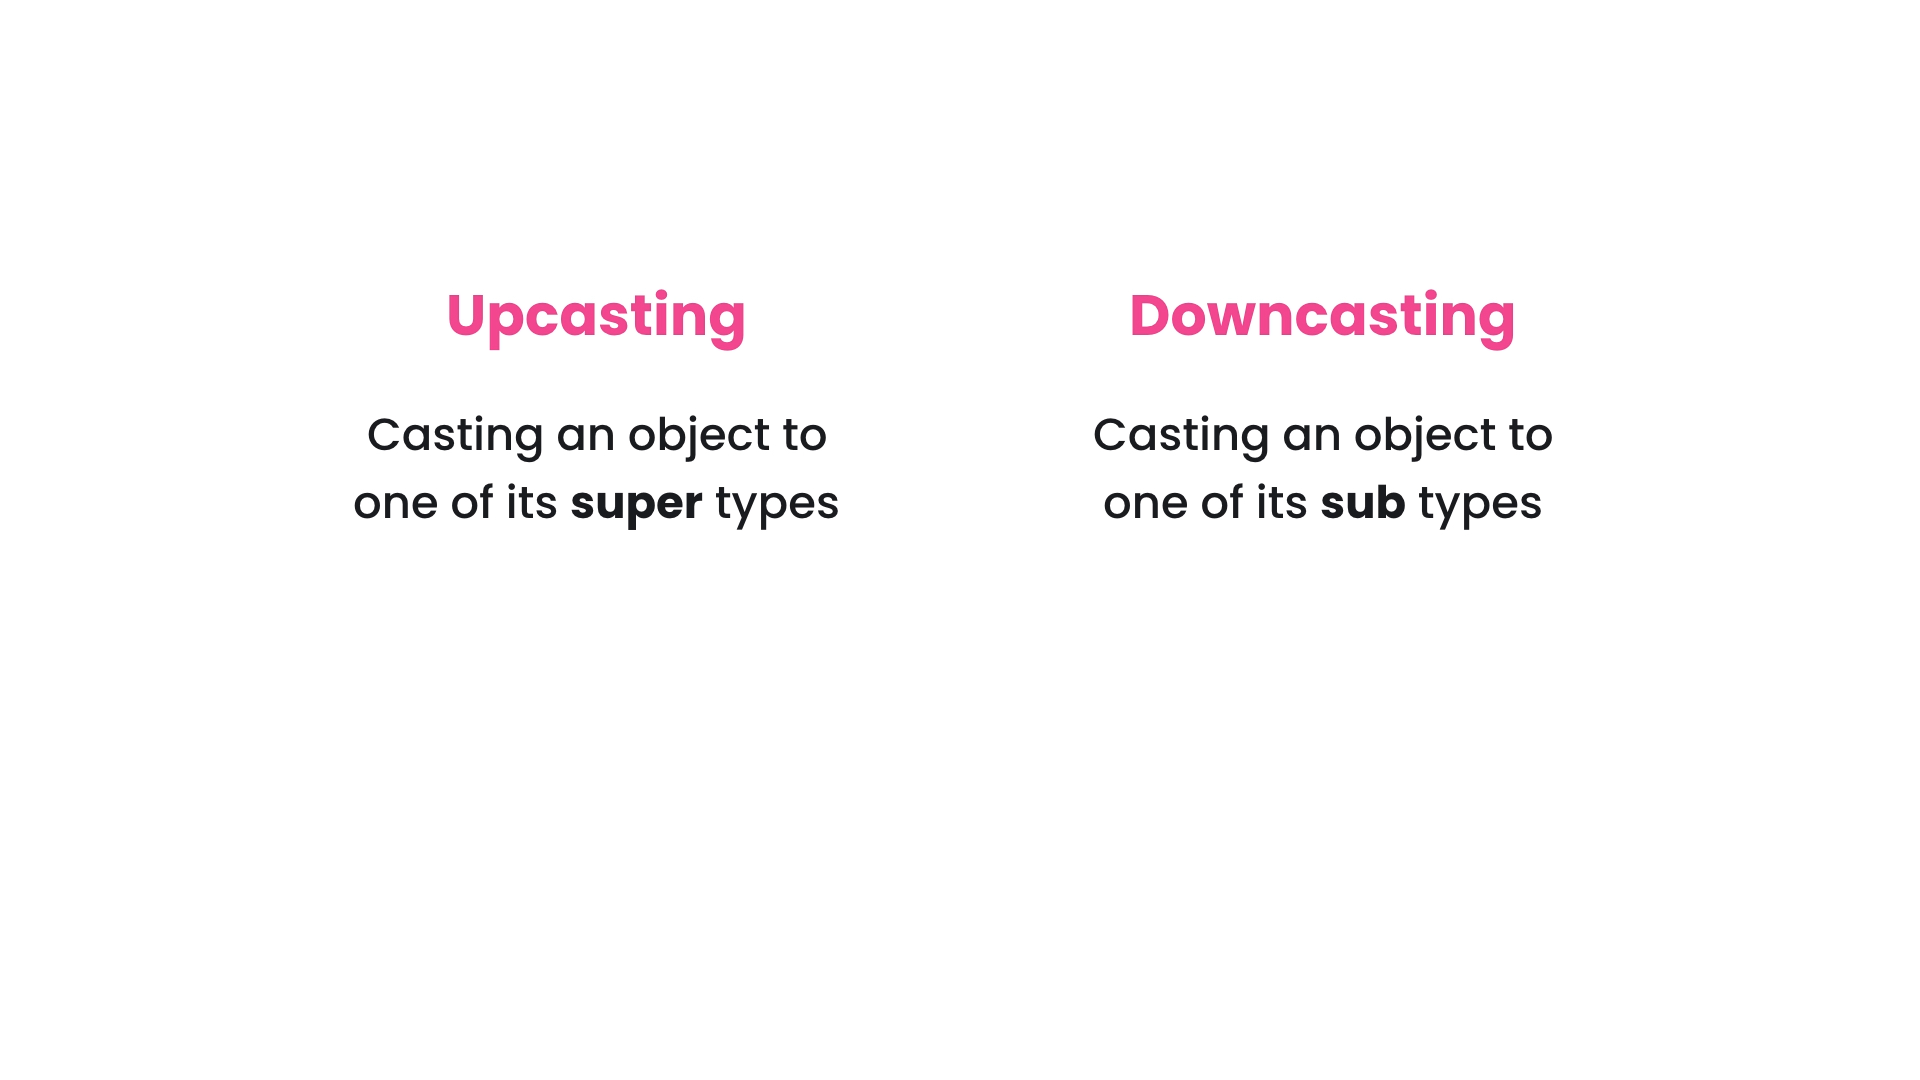 Upcasting
Casting an object to
one of its super types
Downcasting
Casting an object to
one of its sub types